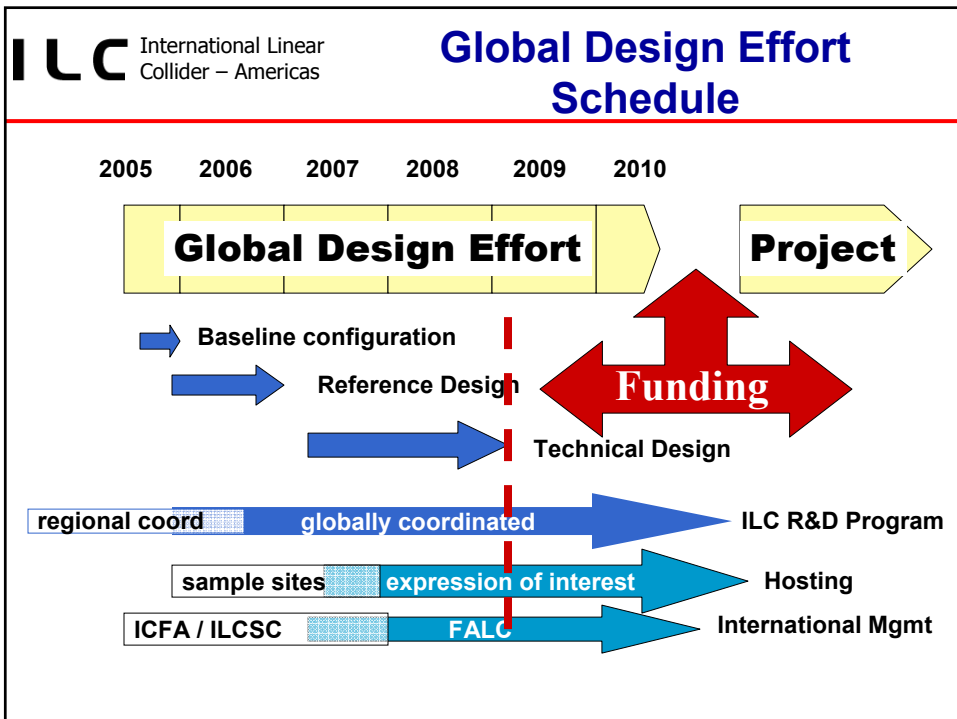 ILC International Linear
Collider – Americas
Global Design Effort
Schedule
2005 2006 2007 2008 2009 2010
Global Design Effort
Project
Baseline configuration
Reference Design
Funding
Technical Design
regional coord globally coordinated ILC R&D Program
sample sites expression of interest Hosting
ICFA / ILCSC FALC International Mgmt